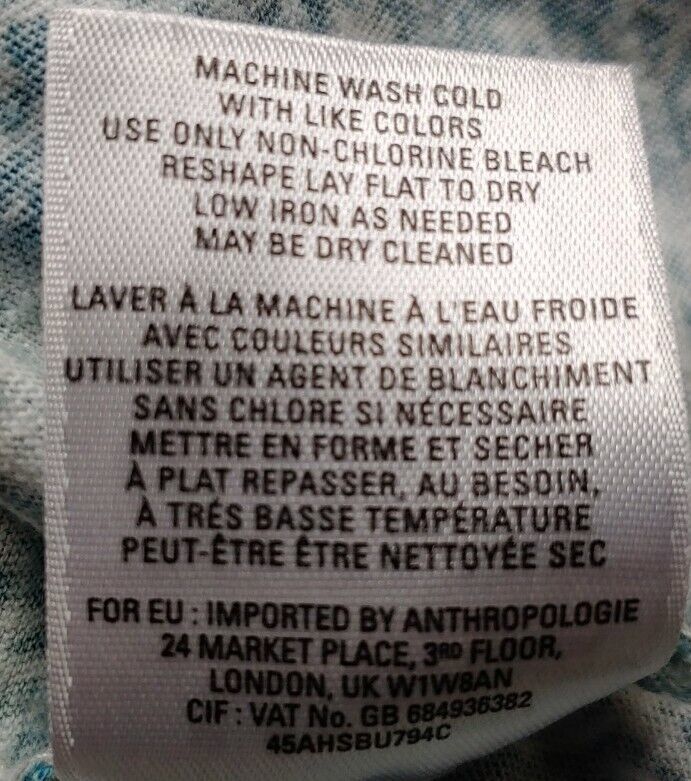 MACHINE WASH COLD
WITH LIKE COLORS
USE ONLY NON-CHLORINE BLEACH
RESHAPE LAY FLAT TO DRY
LOW IRON AS NEEDED
MAY BE DRY CLEANED
LAVER À LA MACHINE À L'EAU FROIDE
AVEC COULEURS SIMILAIRES
UTILISER UN AGENT DE BLANCHIMENT
SANS CHLORE SI NÉCESSAIRE
METTRE EN FORME ET SECHER
À PLAT REPASSER, AU BESOIN,
À TRÉS BASSE TEMPÉRATURE
PEUT-ÊTRE ÊTRE NETTOYÉE SEC
FOR EU : IMPORTED BY ANTHROPOLOGIE
24 MARKET PLACE, 3RD FLOOR,
LONDON, UK W1W8AN
CIF : VAT No. GB 684936382
45AHSBU794C